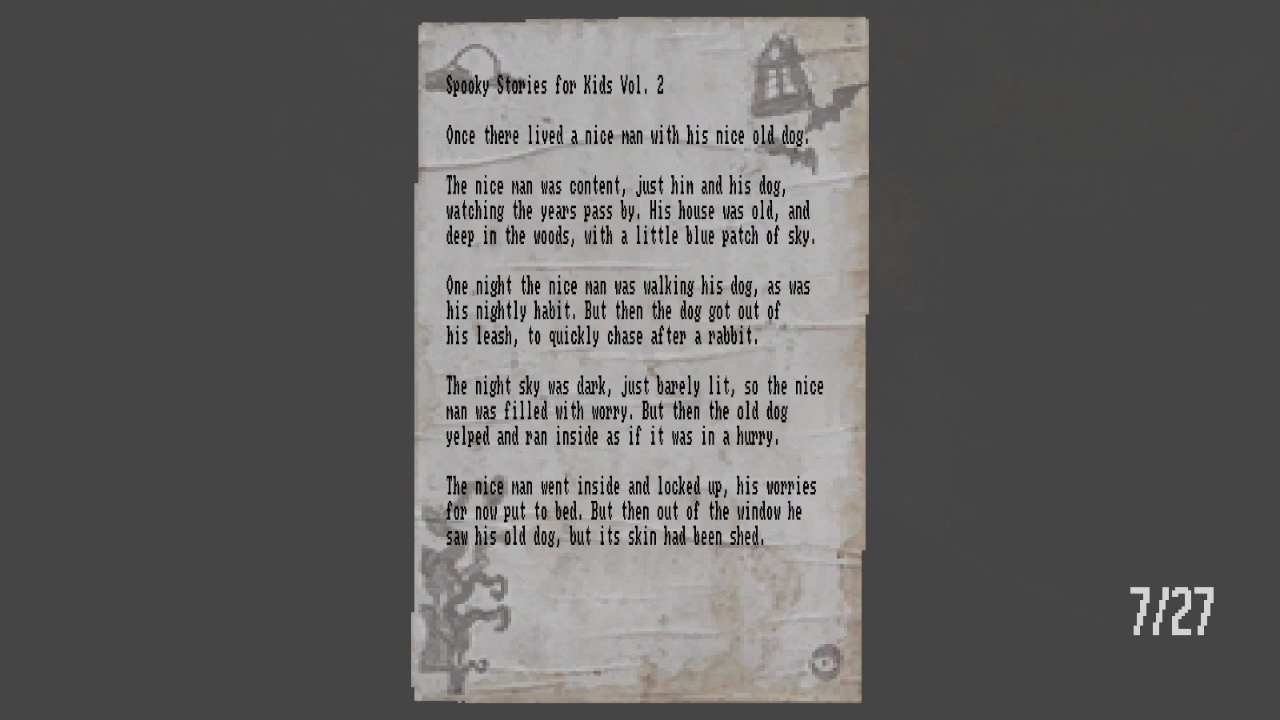 Spooky Stories for Kids Vol. 2
Once there lived a nice man with his nice old dog.
The nice man was content, just him and his dog,
watching the years pass by. His house was old, and
deep in the woods, with a little blue patch of sky.
One night the nice man was walking his dog, as was
his nightly habit. But then the dog got out of
his leash, to quickly chase after a rabbit.
The night sky was dark, just barely lit, so the nice
man was filled with worry. But then the old dog
yelped and ran inside as if it was in a hurry.
The nice man went inside and locked up, his worries
for now put to bed. But then out of the window he
saw his old dog, but its skin had been shed.
7/27